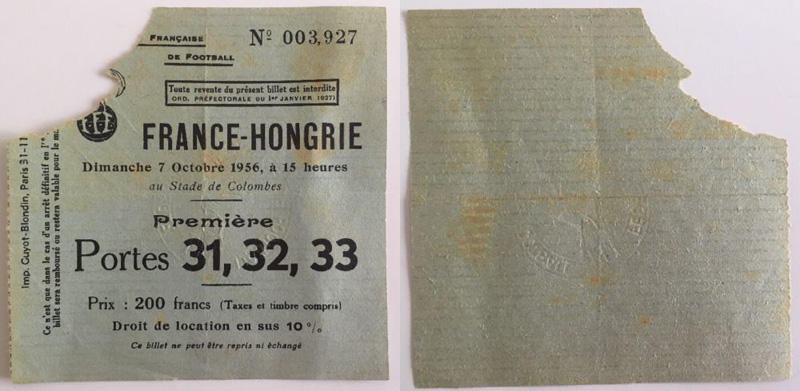 FRANÇAISE
DE FOOTBALL
Nº 003,927
Toute revente du présent billet est interdite
ORD. PRÉFECTORALE DU 1er JANVIER 1927)
FRANCE-HONGRIE
Dimanche 7 Octobre 1956, à 15 heures
au Stade de Colombes
Première
Portes 31, 32, 33
Prix : 200 francs (Taxes et timbre compris)
Droit de location en sus 10 %
Ce billet ne peut être repris ni échangé
Imp. Guyot-Blondin, Paris 31-11
Ce n'est que dans le cas d'un arrêt définitif en 1re
billet sera remboursé ou restera valable pour le